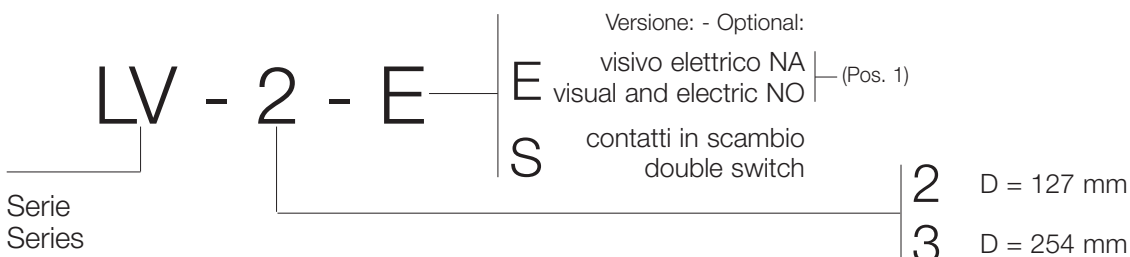 Versione: - Optional:
LV - 2 - E
E visivo elettrico NA
visual and electric NO
(Pos. 1)
S contatti in scambio
double switch
Serie
Series
2 D = 127 mm
3 D = 254 mm